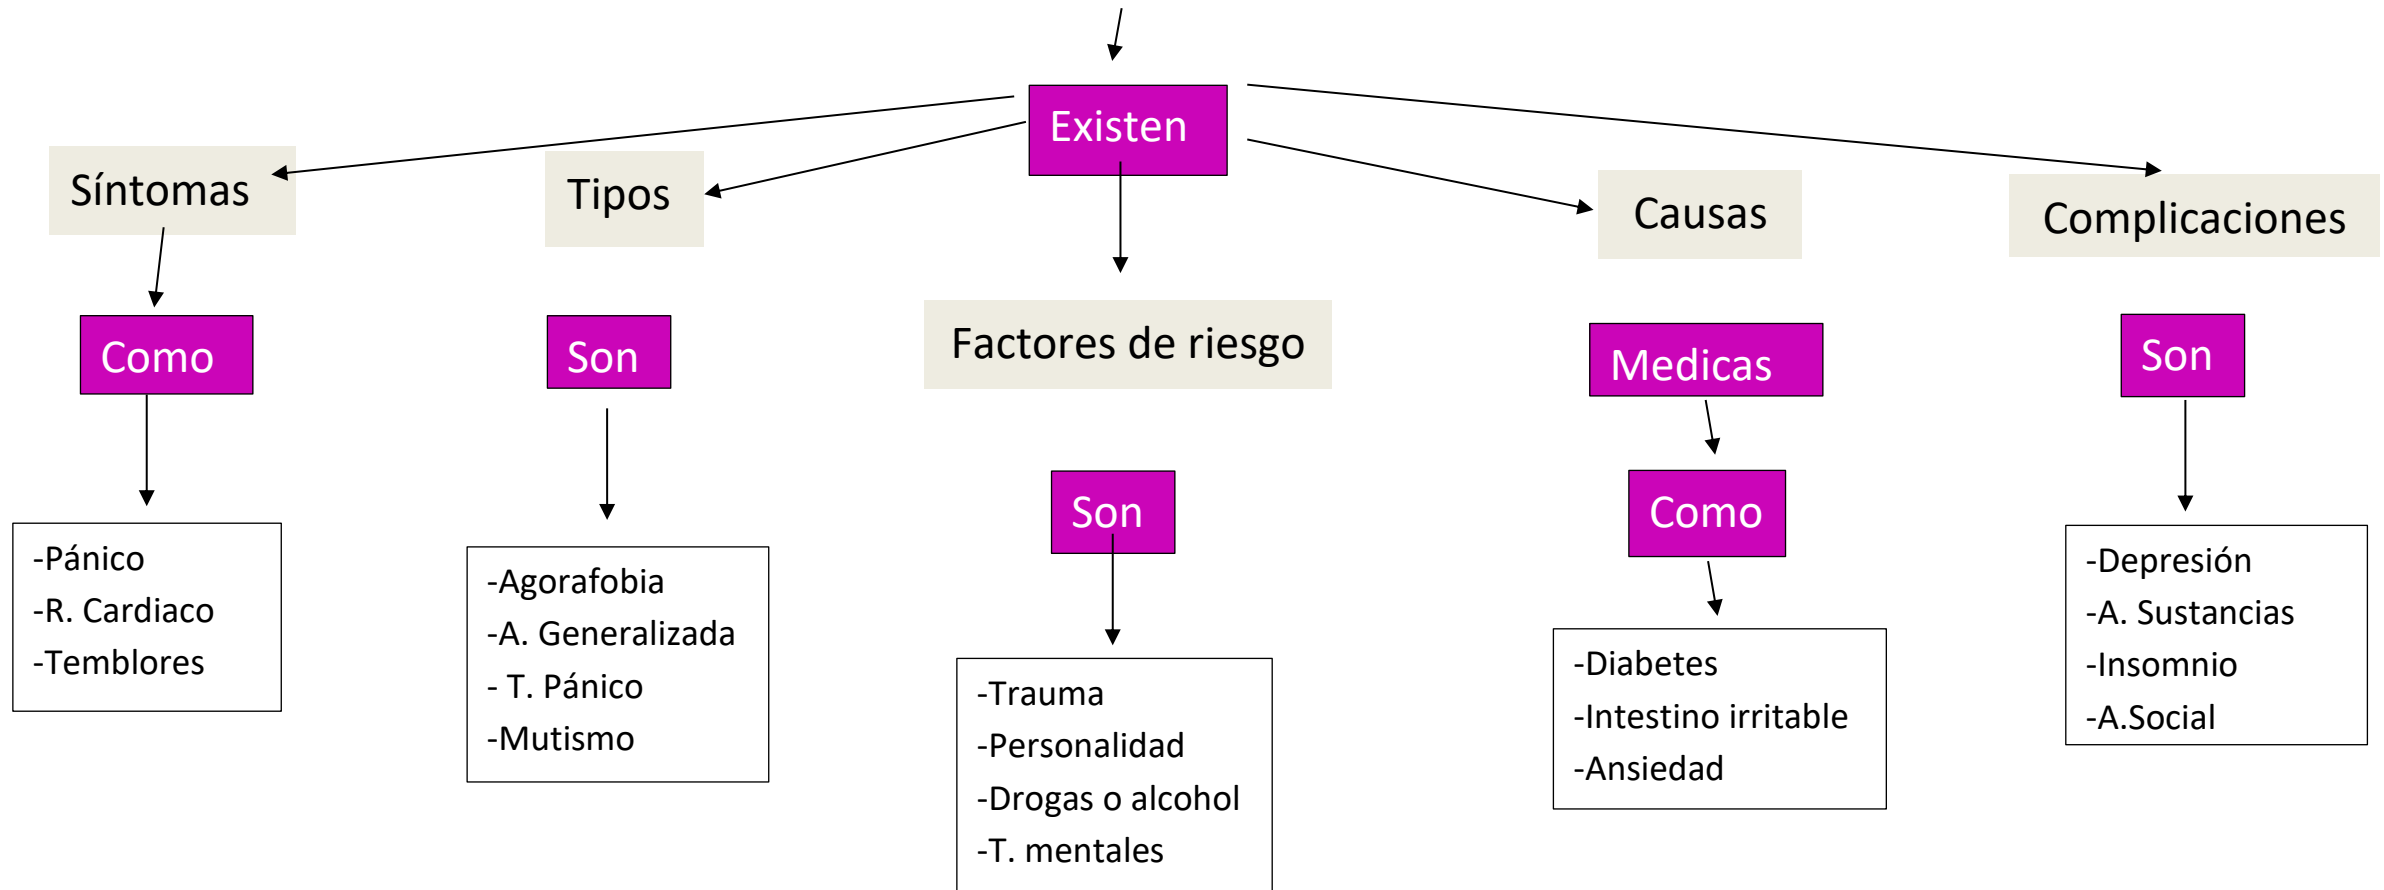 Existen
Síntomas
Tipos
Causas
Complicaciones
Factores de riesgo
Como
Son
Medicas
Son
Son
Como
-Pánico
-R. Cardiaco
-Temblores
-Agorafobia
-A. Generalizada
- T. Pánico
-Mutismo
-Trauma
-Personalidad
-Drogas o alcohol
-T. mentales
-Diabetes
-Intestino irritable
-Ansiedad
-Depresión
-A. Sustancias
-Insomnio
-A.Social